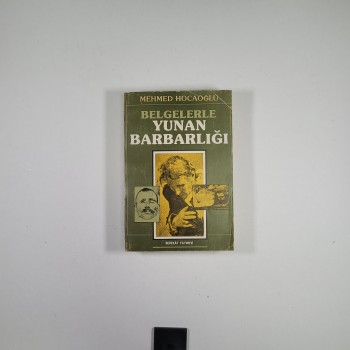 MEHMED HOCAOĞLU
BELGELERLE
YUNAN
BARBARLIĞI